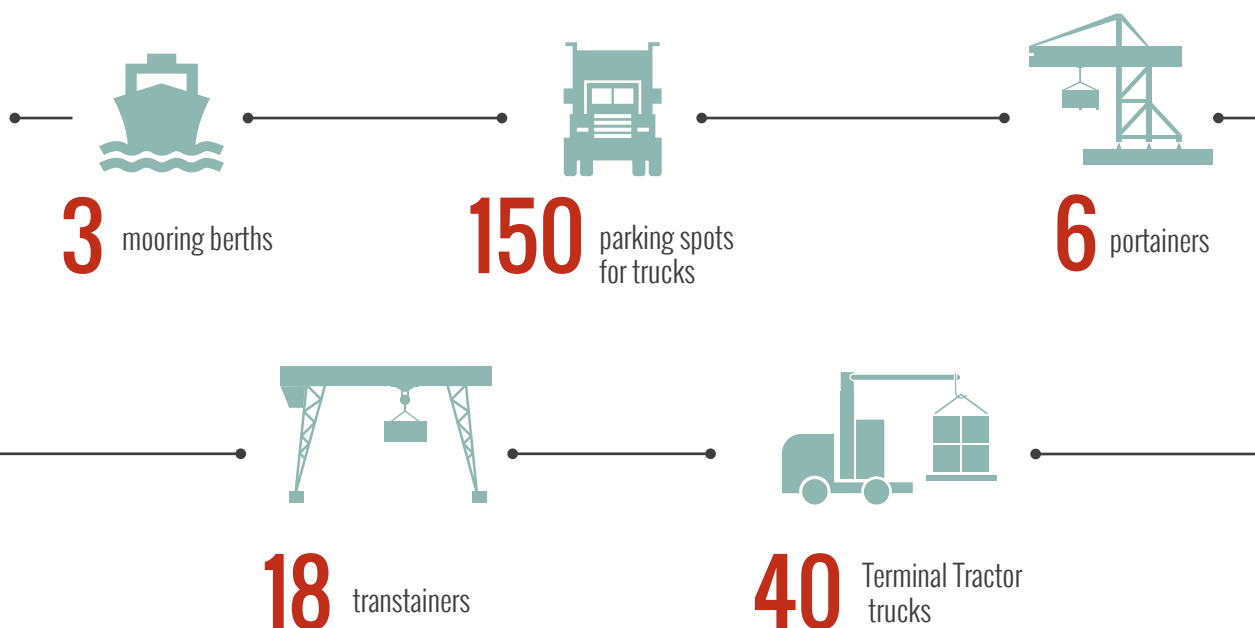 3 mooring berths
150 parking spots
for trucks
6 portainers
18 transtainers
40 Terminal Tractor
trucks